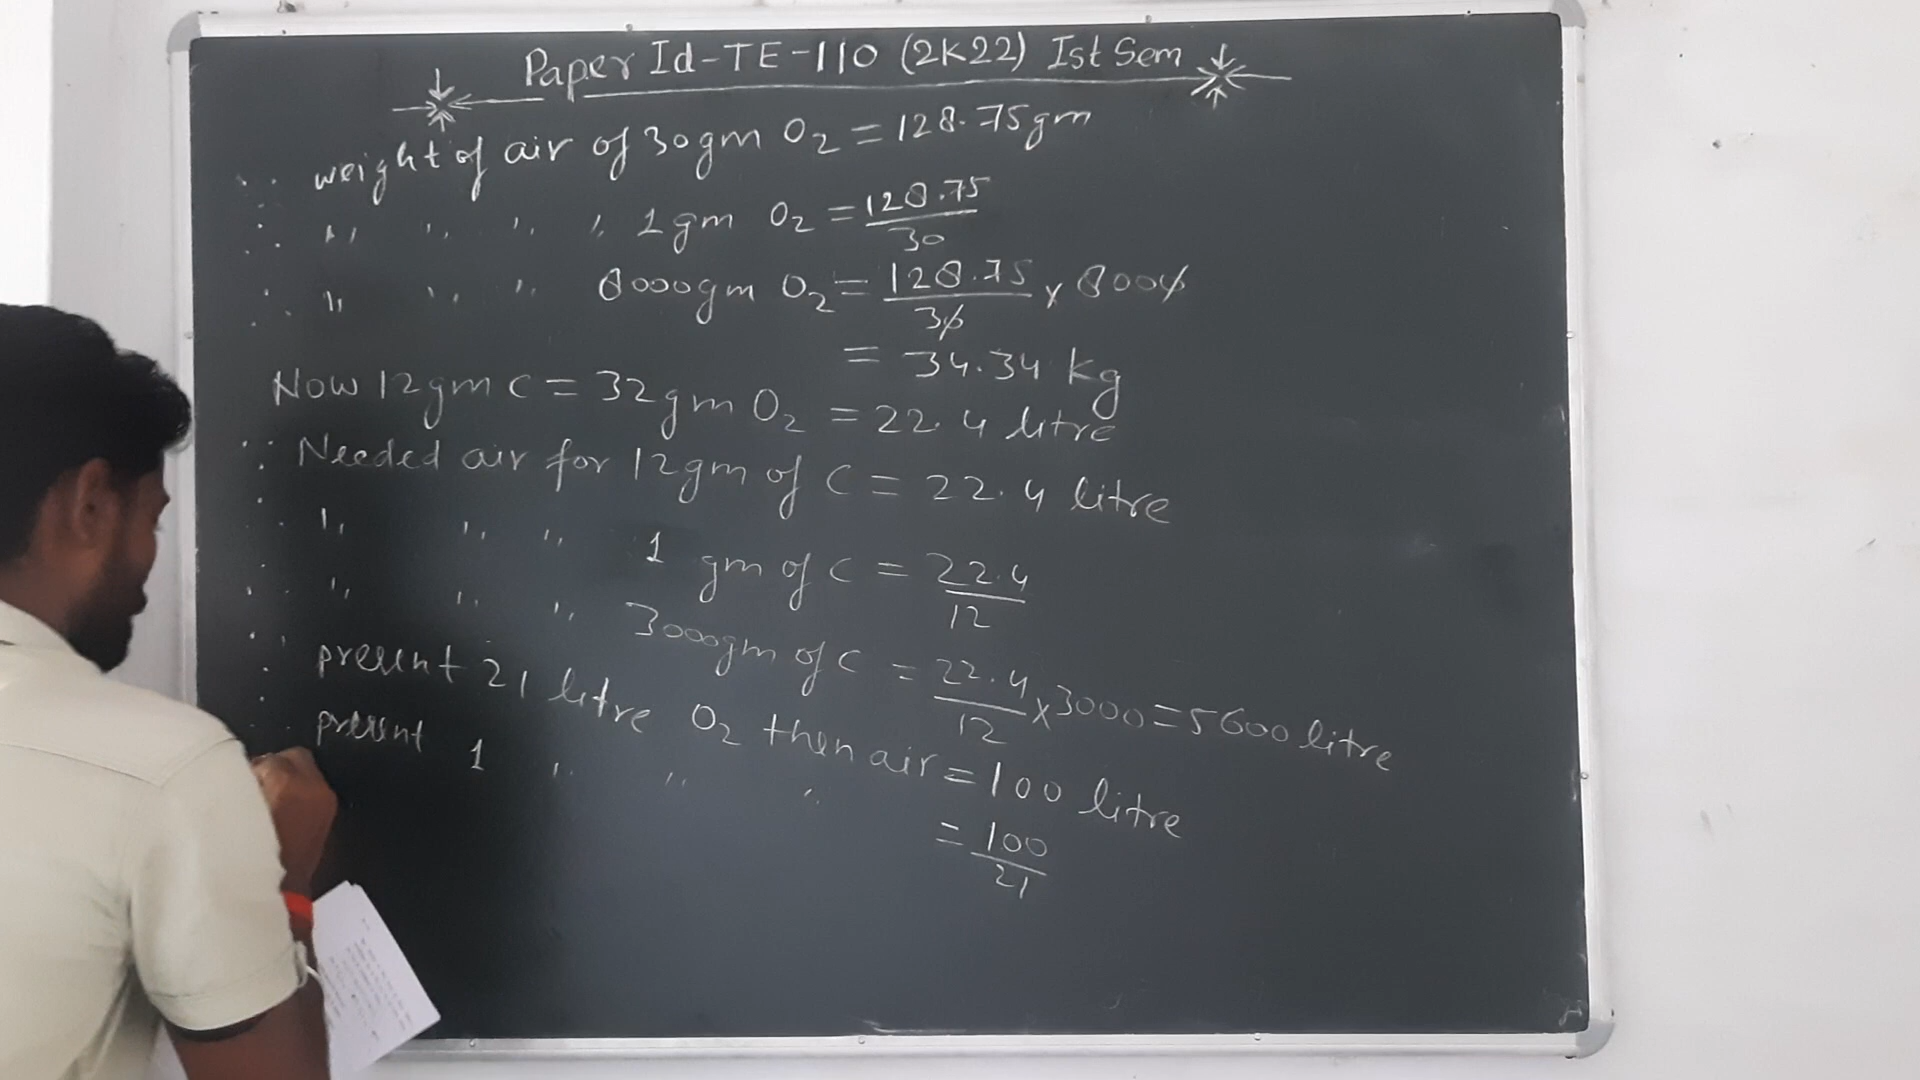 Paper Id-TE-110 (2K22) Ist Sem
∵ weight of air of 30gm O₂ = 128.75gm
∴ ,, ,, ,, ,, 1gm O₂ = 128.75/30
∴ ,, ,, ,, 8000gm O₂ = 128.75/30 × 8000
= 34.34 kg
Now 12gm C = 32gm O₂ = 22.4 litre
∵ Needed air for 12gm of C = 22.4 litre
∴ ,, ,, ,, 1 gm of C = 22.4/12
∴ ,, ,, ,, 3000gm of C = 22.4/12 × 3000 = 5600 litre
∵ present 21 litre O₂ then air = 100 litre
∴ present 1 ,, ,, ,, = 100/21